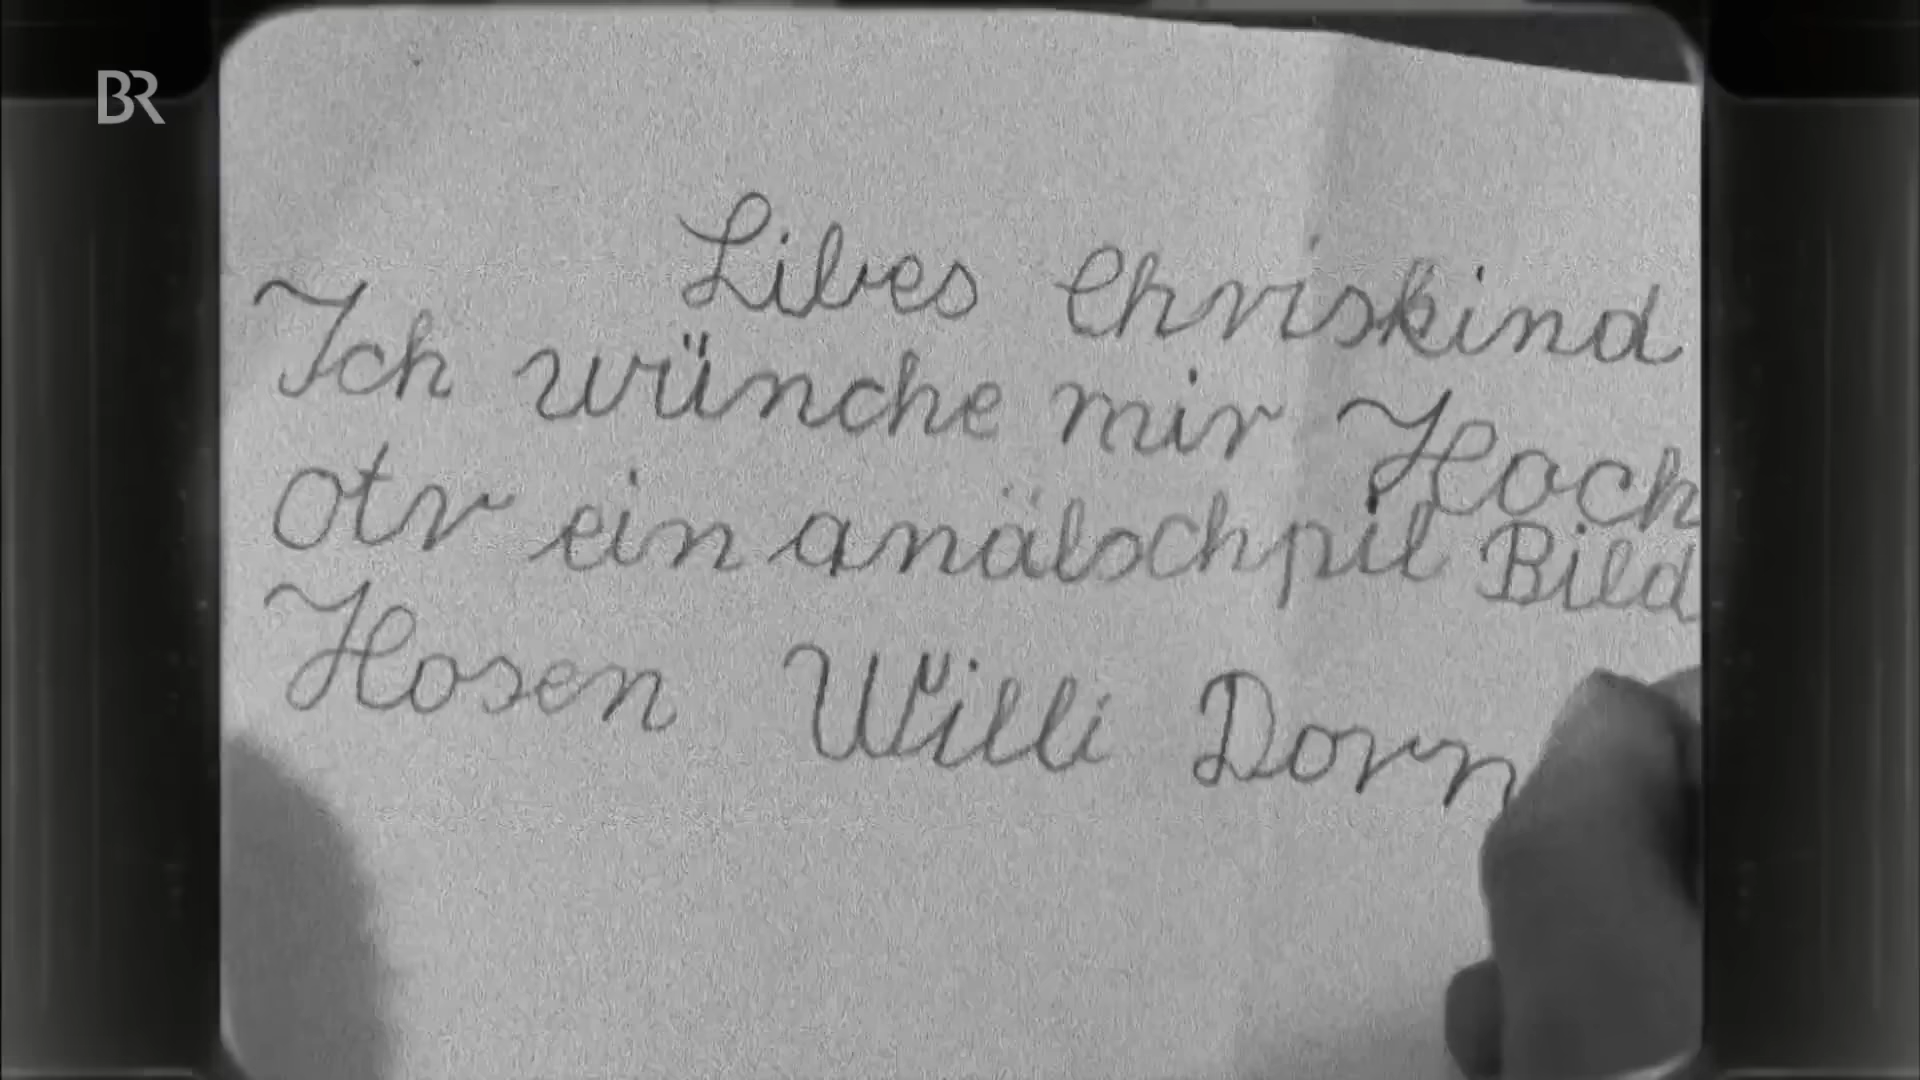 BR
Libes Chriskind
Ich wünche mir Hoch
otr ein anälschpil Bild
Hosen Willi Dorn